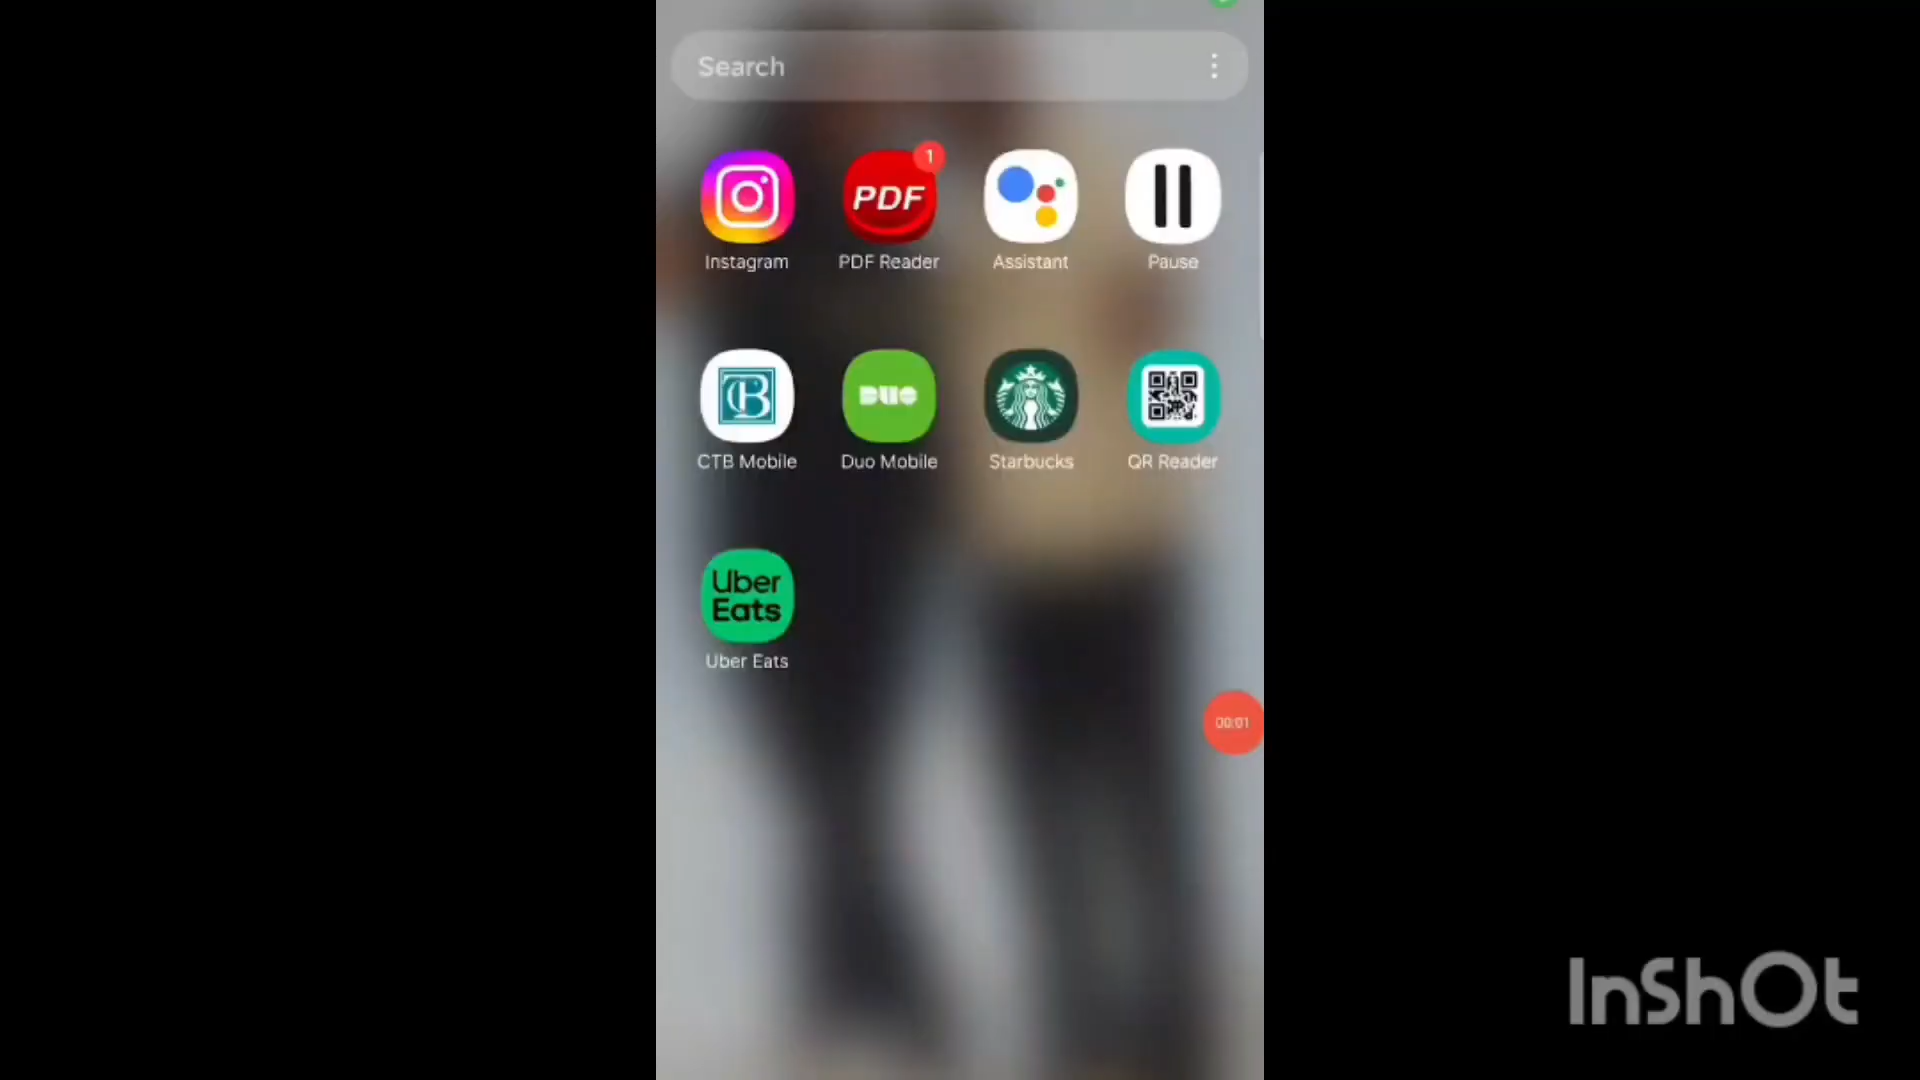 Search
1
PDF
Instagram
PDF Reader
Assistant
Pause
CB
DUO
CTB Mobile
Duo Mobile
Starbucks
QR Reader
Uber
Eats
Uber Eats
00:01
InShOt